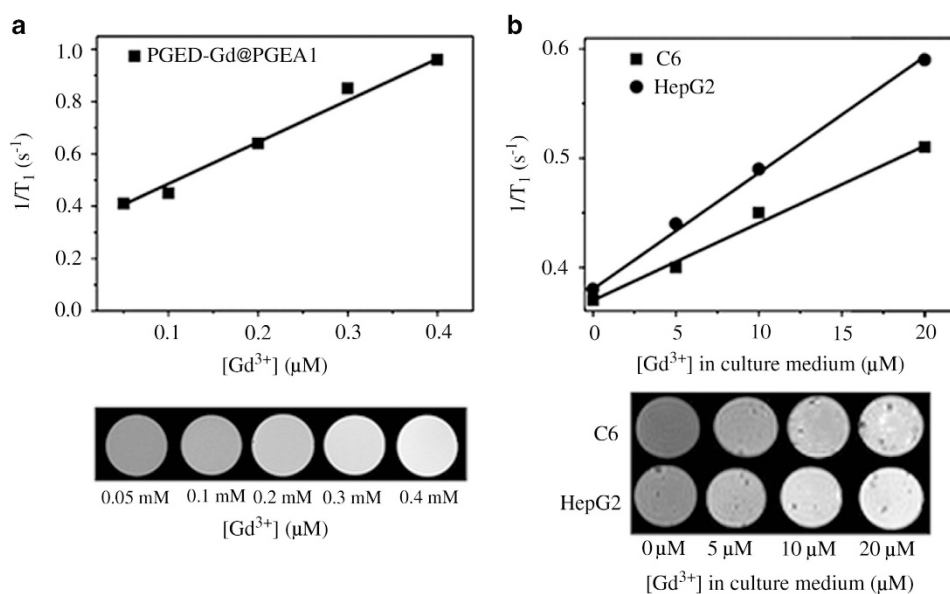 a
■ PGED-Gd@PGEA1
1/T₁ (s⁻¹)
1.0
0.8
0.6
0.4
0.2
0.0
0.1 0.2 0.3 0.4
[Gd³⁺] (µM)
0.05 mM 0.1 mM 0.2 mM 0.3 mM 0.4 mM
[Gd³⁺] (µM)
b
■ C6
● HepG2
1/T₁ (s⁻¹)
0.6
0.4
0 5 10 15 20
[Gd³⁺] in culture medium (µM)
C6
HepG2
0 µM 5 µM 10 µM 20 µM
[Gd³⁺] in culture medium (µM)